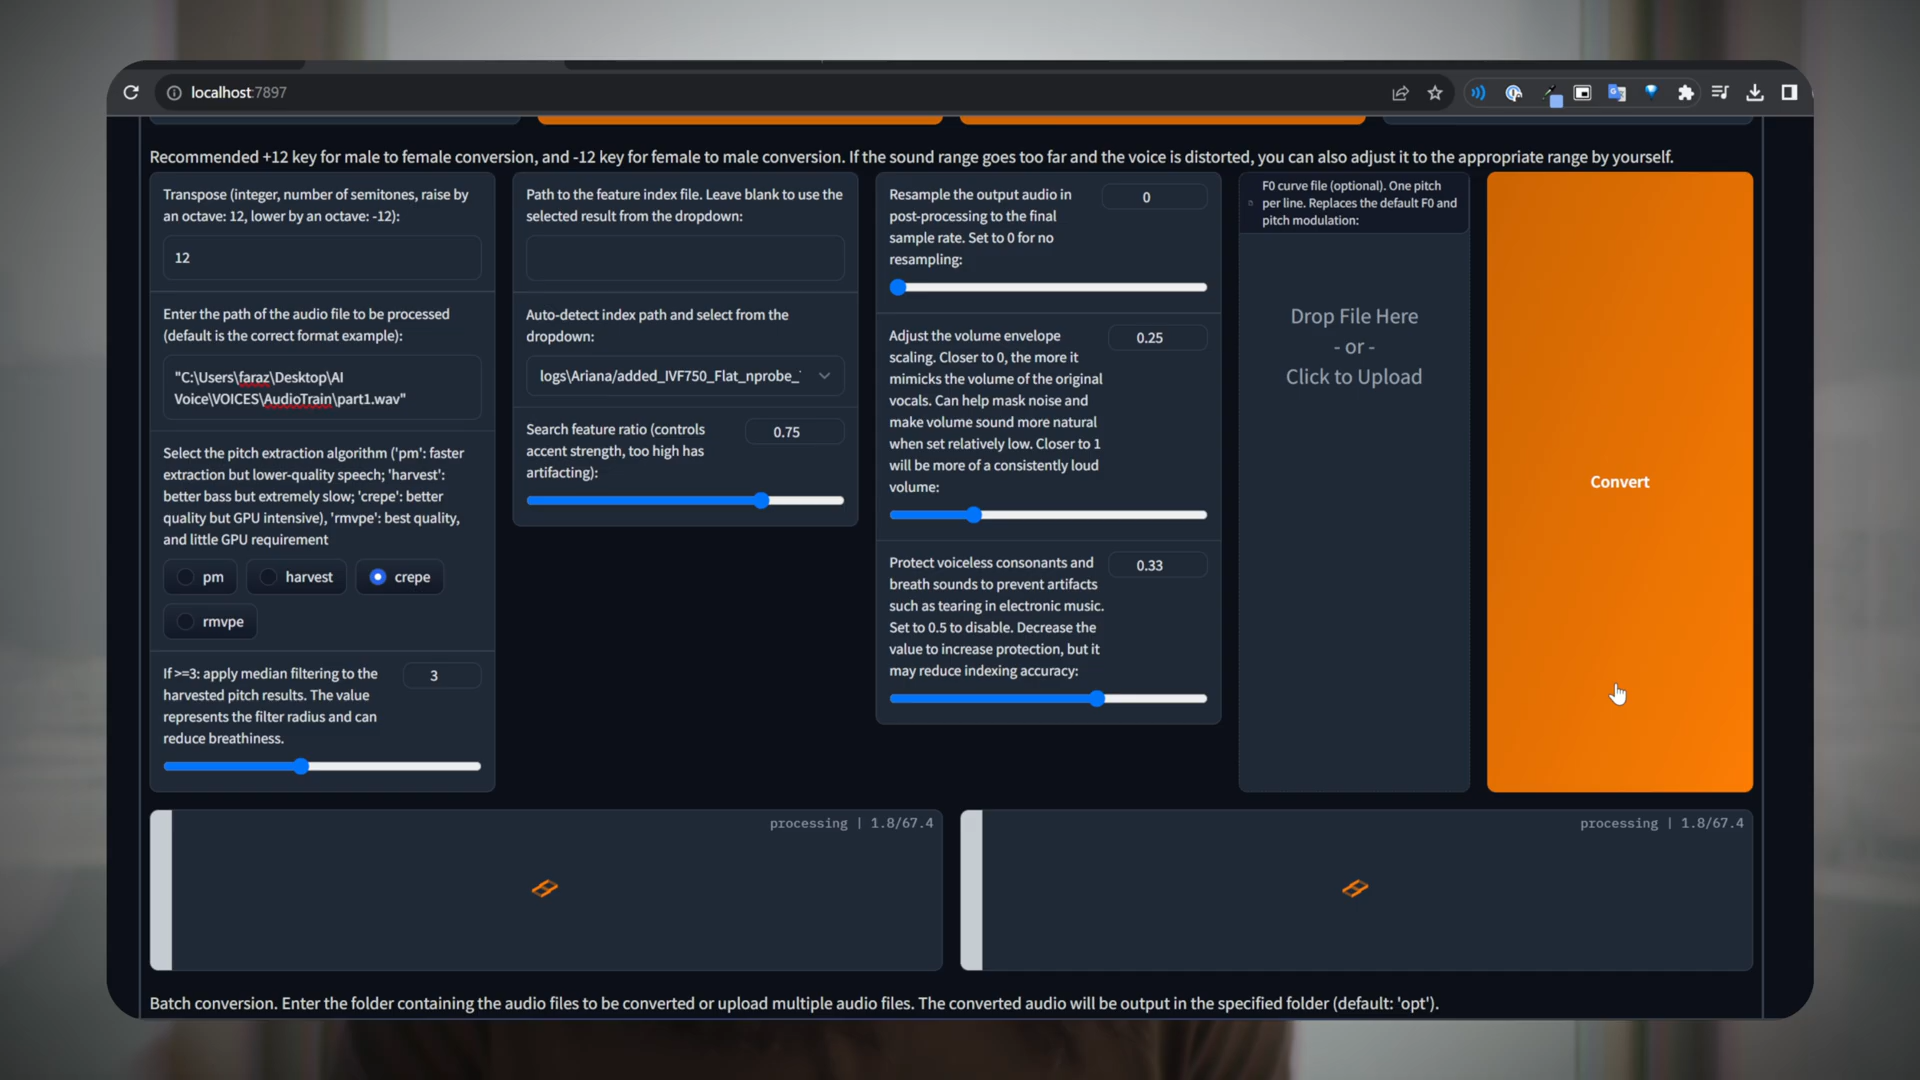 localhost:7897
Recommended +12 key for male to female conversion, and -12 key for female to male conversion. If the sound range goes too far and the voice is distorted, you can also adjust it to the appropriate range by yourself.
Transpose (integer, number of semitones, raise by
an octave: 12, lower by an octave: -12):
12
Enter the path of the audio file to be processed
(default is the correct format example):
"C:\Users\faraz\Desktop\AI
Voice\VOICES\AudioTrain\part1.wav"
Select the pitch extraction algorithm ('pm': faster
extraction but lower-quality speech; 'harvest':
better bass but extremely slow; 'crepe': better
quality but GPU intensive), 'rmvpe': best quality,
and little GPU requirement
pm
harvest
crepe
rmvpe
If >=3: apply median filtering to the
harvested pitch results. The value
represents the filter radius and can
reduce breathiness.
3
Path to the feature index file. Leave blank to use the
selected result from the dropdown:
Auto-detect index path and select from the
dropdown:
logs\Ariana/added_IVF750_Flat_nprobe_
Search feature ratio (controls
accent strength, too high has
artifacting):
0.75
Resample the output audio in
post-processing to the final
sample rate. Set to 0 for no
resampling:
0
Adjust the volume envelope
scaling. Closer to 0, the more it
mimicks the volume of the original
vocals. Can help mask noise and
make volume sound more natural
when set relatively low. Closer to 1
will be more of a consistently loud
volume:
0.25
Protect voiceless consonants and
breath sounds to prevent artifacts
such as tearing in electronic music.
Set to 0.5 to disable. Decrease the
value to increase protection, but it
may reduce indexing accuracy:
0.33
F0 curve file (optional). One pitch
per line. Replaces the default F0 and
pitch modulation:
Drop File Here
- or -
Click to Upload
Convert
processing | 1.8/67.4
processing | 1.8/67.4
Batch conversion. Enter the folder containing the audio files to be converted or upload multiple audio files. The converted audio will be output in the specified folder (default: 'opt').